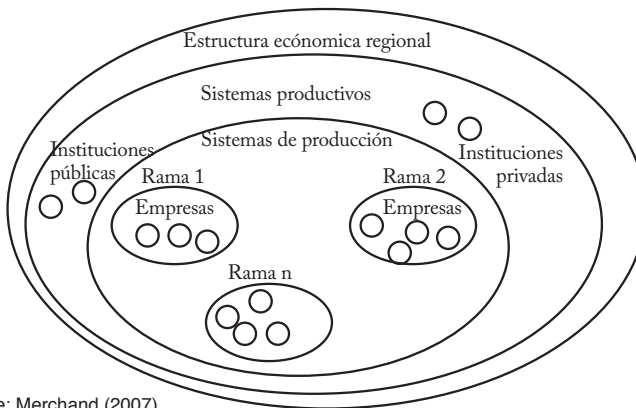 Estructura ecónomica regional
Sistemas productivos
Sistemas de producción
Instituciones
públicas
Instituciones
privadas
Rama 1
Empresas
Rama 2
Empresas
Rama n
: Merchand (2007)